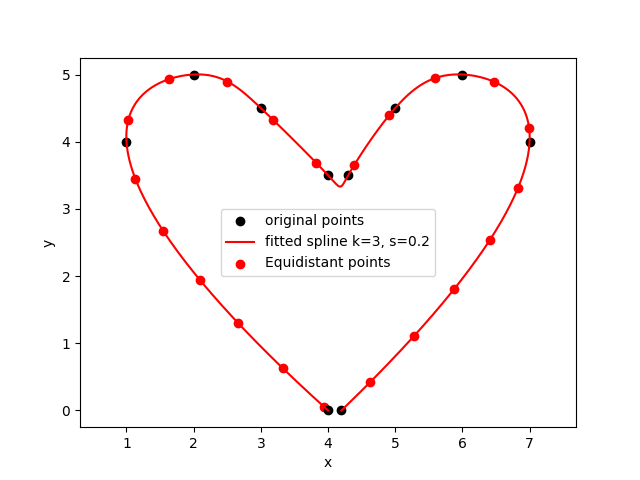 5
4
3
2
1
0
y
original points
fitted spline k=3, s=0.2
Equidistant points
1 2 3 4 5 6 7
x